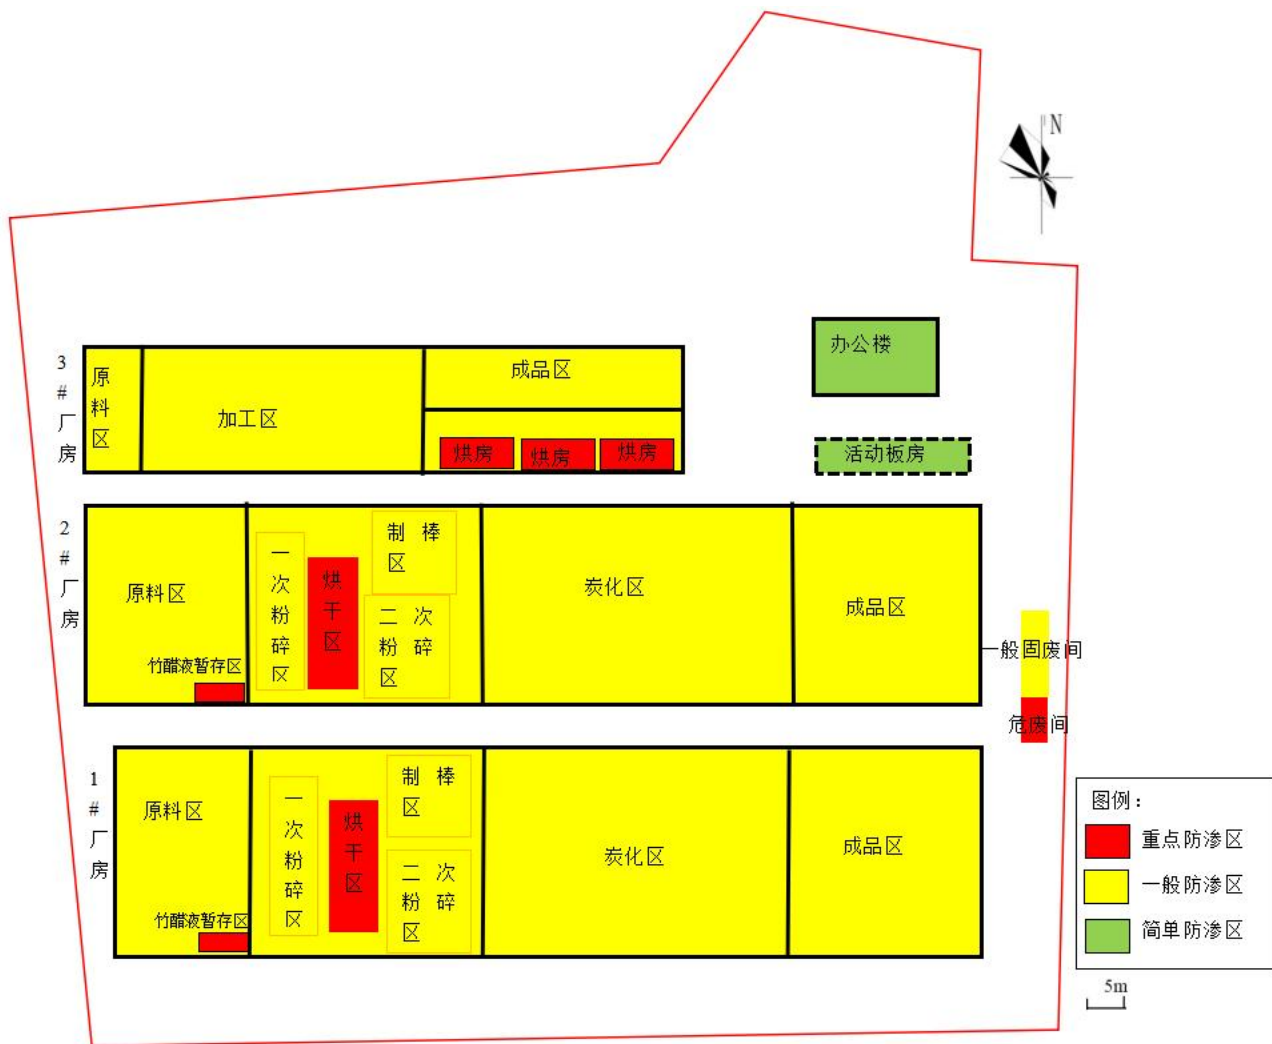 N
办公楼
3#厂房
原料区
加工区
成品区
烘房
烘房
烘房
活动板房
2#厂房
原料区
竹醋液暂存区
一次粉碎区
烘干区
制棒区
二次粉碎区
炭化区
成品区
一般固废间
危废间
1#厂房
原料区
竹醋液暂存区
一次粉碎区
烘干区
制棒区
二次粉碎区
炭化区
成品区
图例：
重点防渗区
一般防渗区
简单防渗区
5m